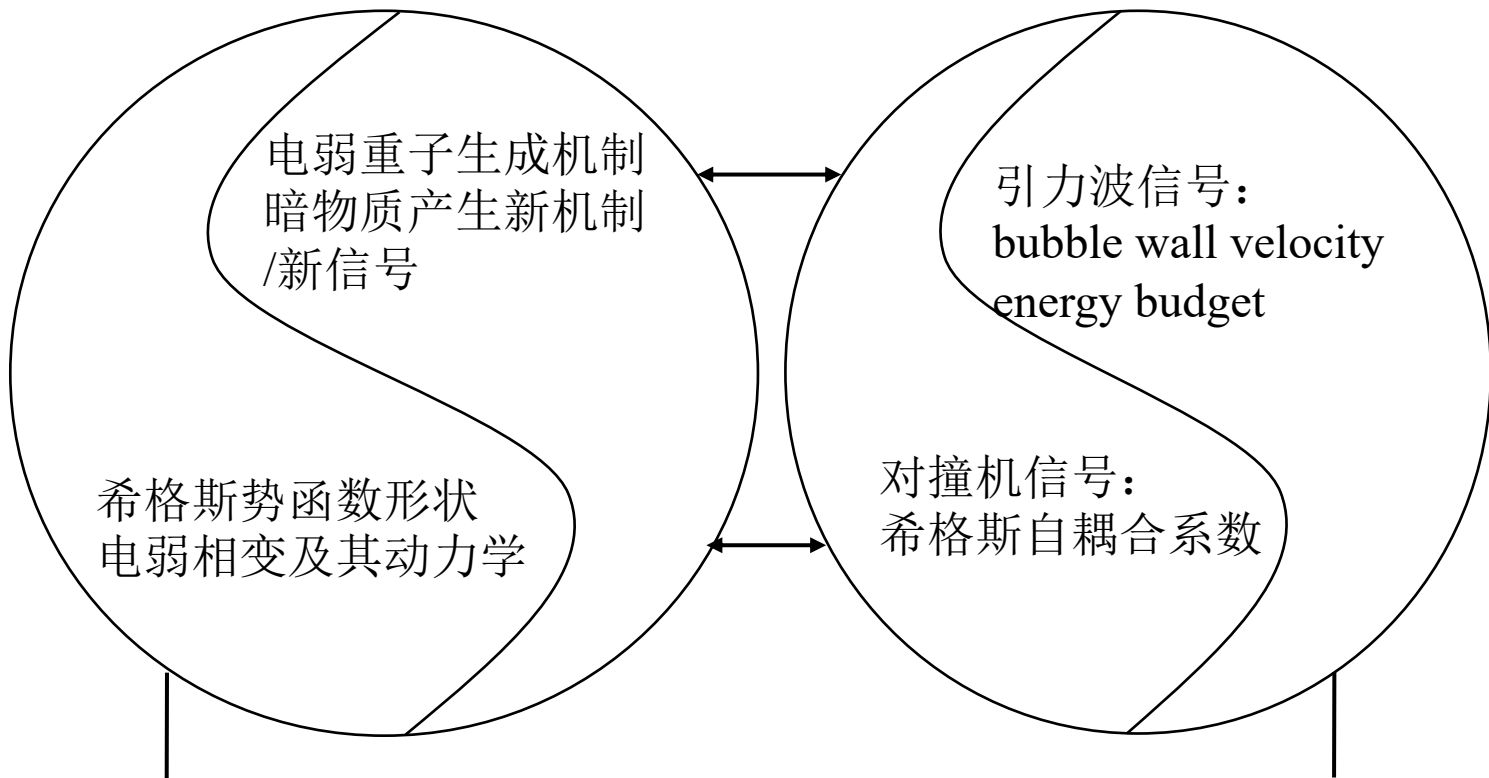 电弱重子生成机制
暗物质产生新机制
/新信号
希格斯势函数形状
电弱相变及其动力学
引力波信号：
bubble wall velocity
energy budget
对撞机信号：
希格斯自耦合系数